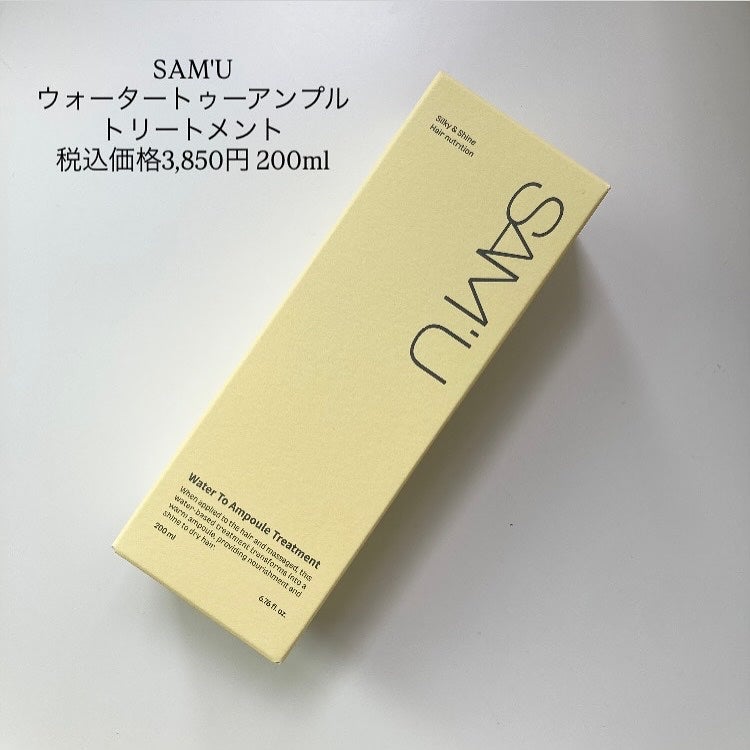 SAM'U
ウォータートゥーアンプル
トリートメント
税込価格3,850円 200ml
Silky & Shine
Hair nutrition
SAM'U
Water To Ampoule Treatment
When applied to the hair and massaged, this
water-based treatment transforms into a
warm ampoule, providing nourishment and
shine to dry hair.
200 ml
6.76 fl. oz.